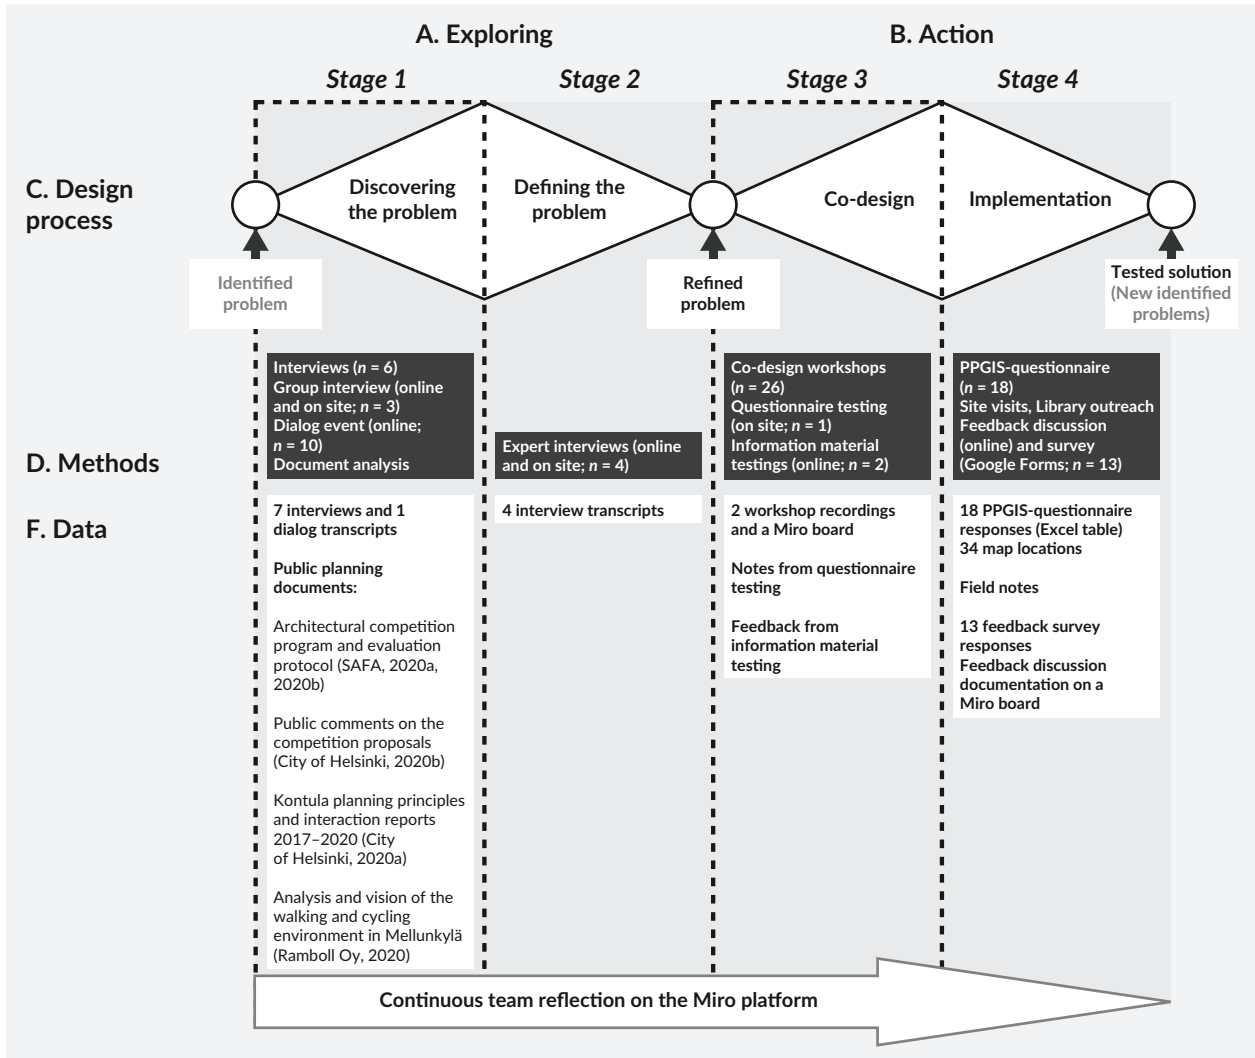 A. Exploring
B. Action
Stage 1
Stage 2
Stage 3
Stage 4
C. Design
process
Discovering
the problem
Defining the
problem
Co-design
Implementation
Identified
problem
Refined
problem
Tested solution
(New identified
problems)
D. Methods
Interviews (n = 6)
Group interview (online
and on site; n = 3)
Dialog event (online;
n = 10)
Document analysis
Expert interviews (online
and on site; n = 4)
Co-design workshops
(n = 26)
Questionnaire testing
(on site; n = 1)
Information material
testings (online; n = 2)
PPGIS-questionnaire
(n = 18)
Site visits, Library outreach
Feedback discussion
(online) and survey
(Google Forms; n = 13)
F. Data
7 interviews and 1
dialog transcripts
Public planning
documents:
Architectural competition
program and evaluation
protocol (SAFA, 2020a,
2020b)
Public comments on the
competition proposals
(City of Helsinki, 2020b)
Kontula planning principles
and interaction reports
2017–2020 (City
of Helsinki, 2020a)
Analysis and vision of the
walking and cycling
environment in Mellunkylä
(Ramboll Oy, 2020)
4 interview transcripts
2 workshop recordings
and a Miro board
Notes from questionnaire
testing
Feedback from
information material
testing
18 PPGIS-questionnaire
responses (Excel table)
34 map locations
Field notes
13 feedback survey
responses
Feedback discussion
documentation on a
Miro board
Continuous team reflection on the Miro platform